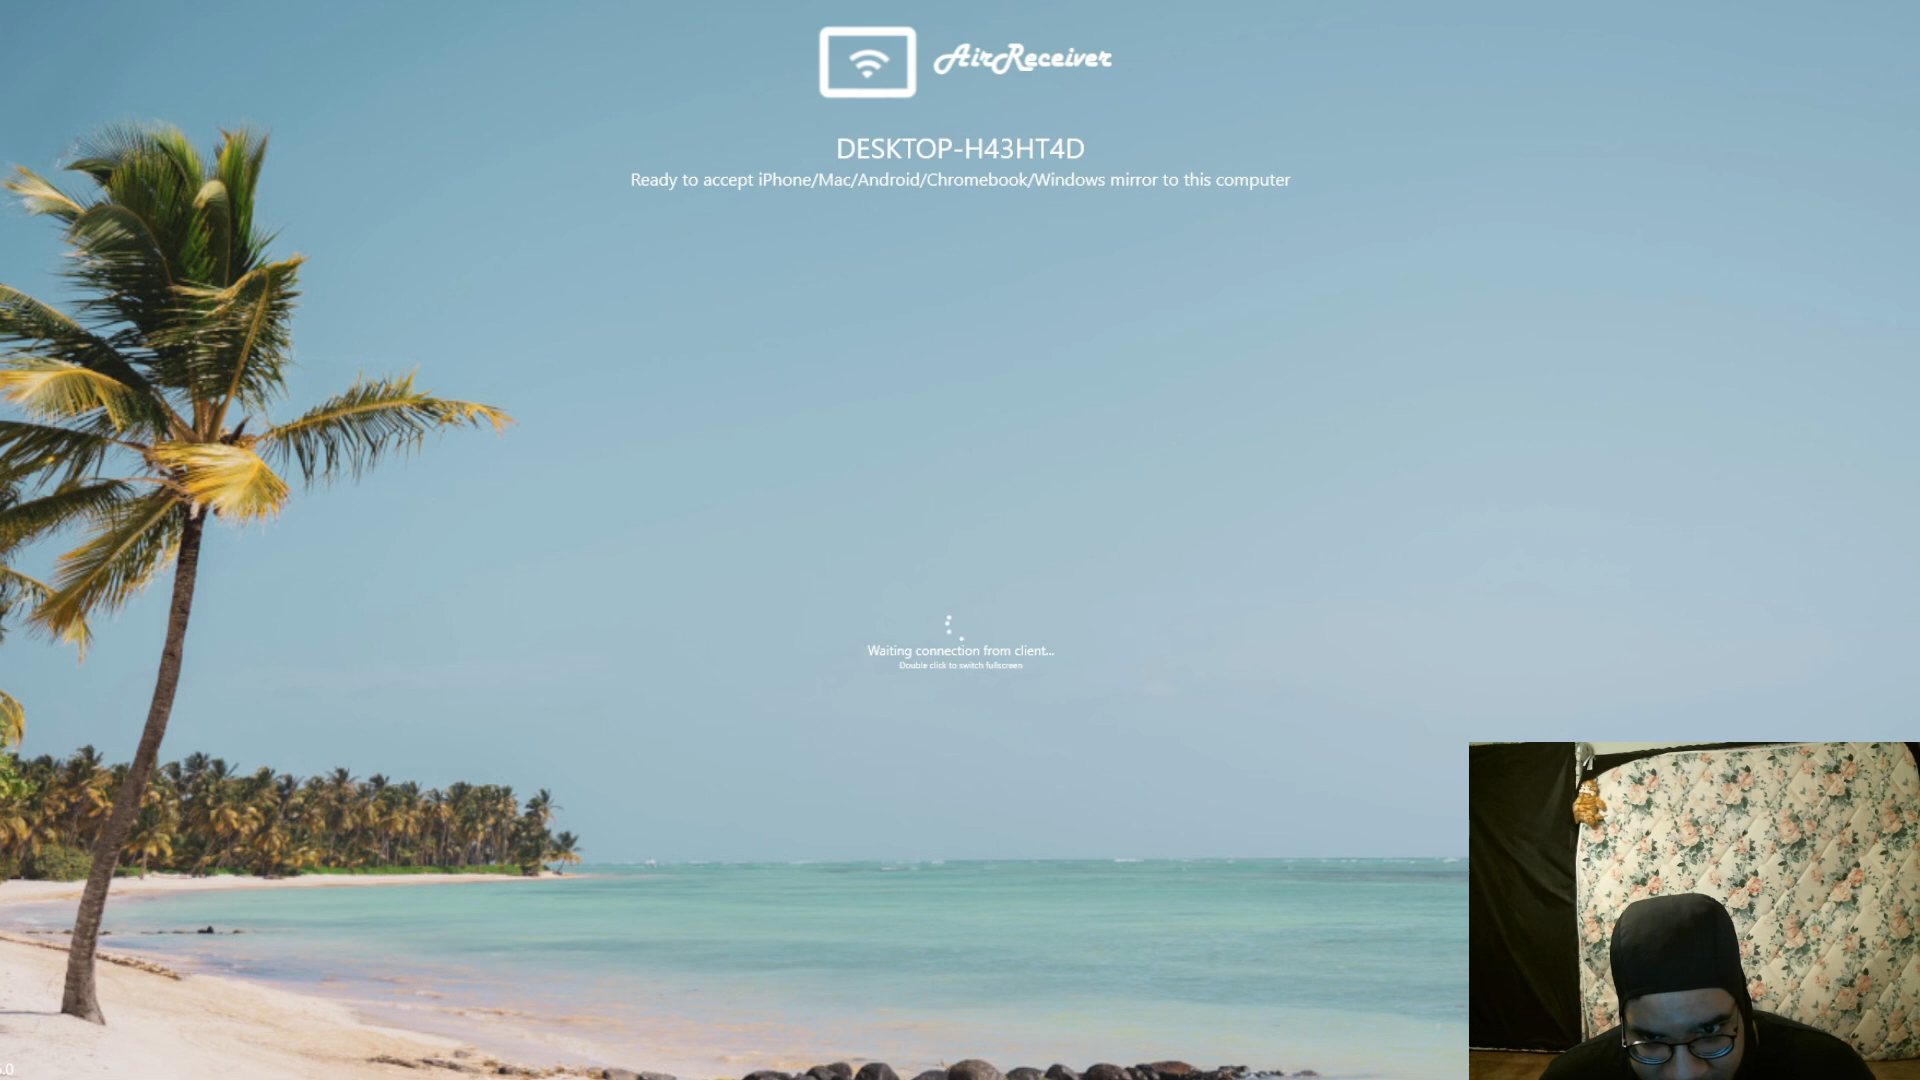 AirReceiver
DESKTOP-H43HT4D
Ready to accept iPhone/Mac/Android/Chromebook/Windows mirror to this computer
Waiting connection from client...
Double click to switch fullscreen